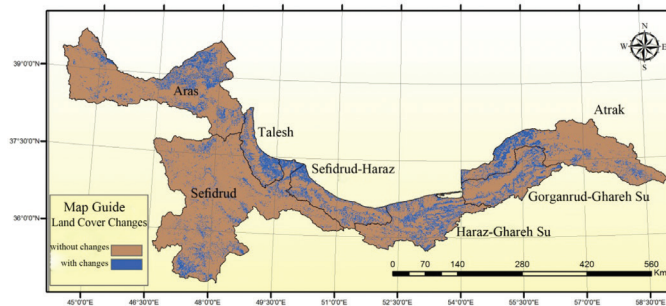 N
W
E
S
39°0'0"N
37°30'0"N
36°0'0"N
Aras
Talesh
Sefidrud-Haraz
Sefidrud
Atrak
Gorganrud-Ghareh Su
Haraz-Ghareh Su
Map Guide
Land Cover Changes
without changes
with changes
0 70 140 280 420 560
Km
45°0'0"E 46°30'0"E 48°0'0"E 49°30'0"E 51°0'0"E 52°30'0"E 54°0'0"E 55°30'0"E 57°0'0"E 58°30'0"E